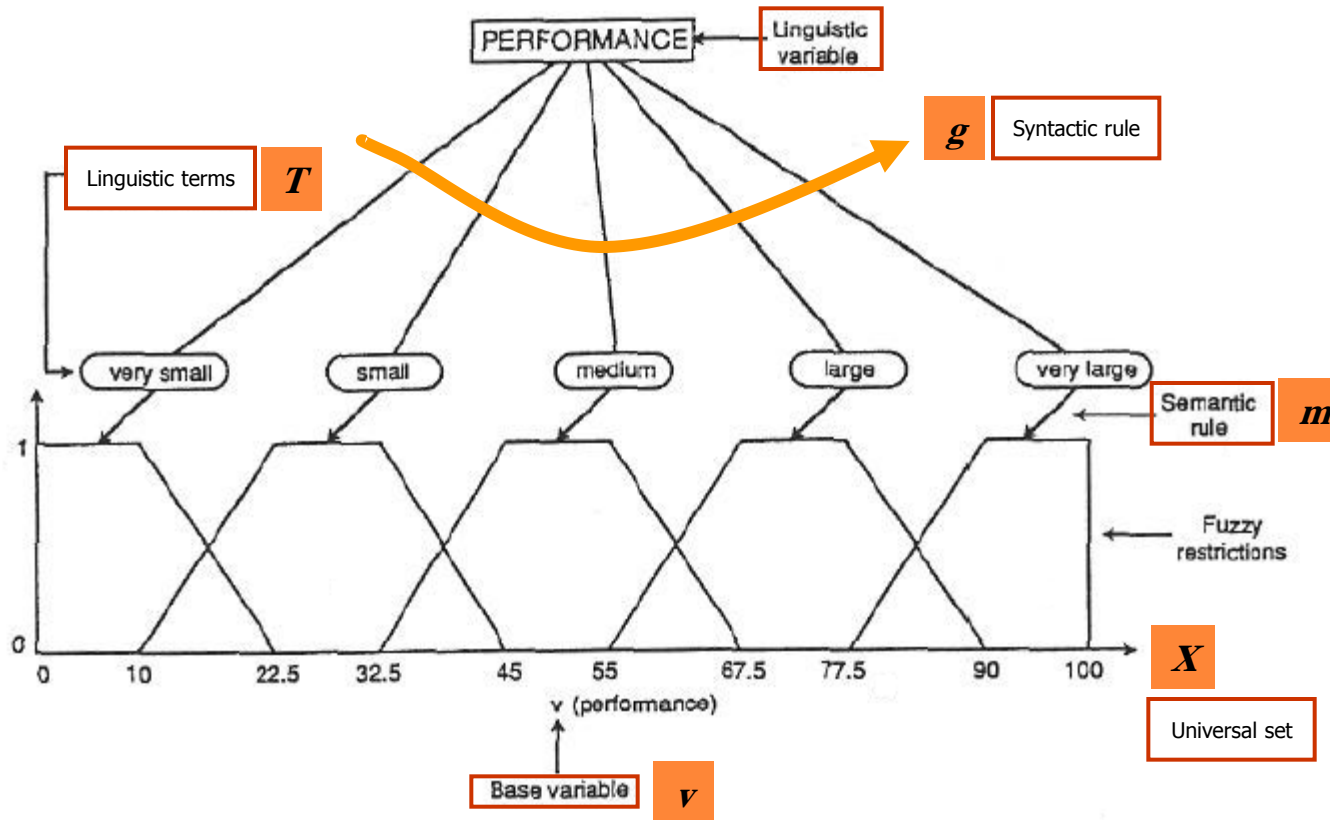 PERFORMANCE
Linguistic
variable
g
Syntactic rule
Linguistic terms
T
very small
small
medium
large
very large
Semantic
rule
m
1
Fuzzy
restrictions
0
0
10
22.5
32.5
45
55
67.5
77.5
90
100
X
v (performance)
Universal set
Base variable
v